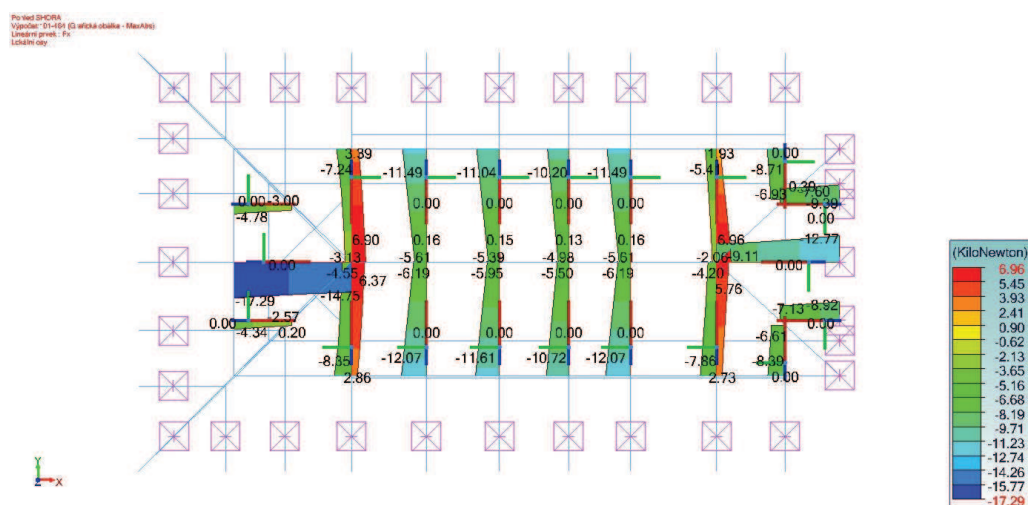 Pohled SHORA
Výpočet : 01-164 (G rafická obálka - MaxAbs)
Lineární prvek : Fx
Lokální osy
3.39 1.93 0.00
-7.24 -11.49 -11.04 -10.20 -11.49 -5.4 -8.71
0.00 -3.00 0.00 0.00 0.00 0.00 -6.93 0.39 -7.60
-9.39
-4.78 0.00
6.90 0.16 0.15 0.13 0.16 6.96 -12.77
-3.13 -5.61 -5.39 -4.98 -5.61 -2.06 -9.11
0.00 -4.55 -6.19 -5.95 -5.50 -6.19 -4.20 0.00
6.37 5.76
-17.29 -14.75
-2.57 -7.13 -8.92
0.00 -4.34 0.20 0.00 0.00 0.00 0.00 -6.61 0.00
-8.35 -12.07 -11.61 -10.72 -12.07 -7.86 -8.39
2.86 2.73 0.00
(KiloNewton)
6.96
5.45
3.93
2.41
0.90
-0.62
-2.13
-3.65
-5.16
-6.68
-8.19
-9.71
-11.23
-12.74
-14.26
-15.77
-17.29
Y
Z X